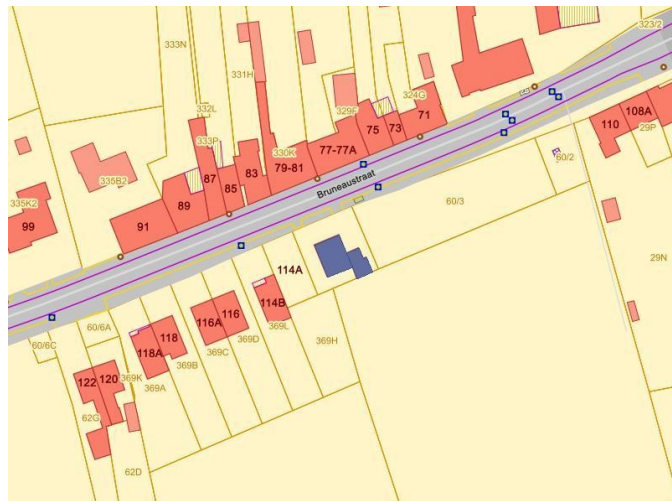 323/2
333N
331H
332L
329F
324G
71
73
75
333P
330K
77-77A
79-81
83
85
87
89
91
335B2
335K2
99
Bruneaustraat
110
108A
29P
60/2
60/3
29N
114A
114B
369L
369H
116
116A
369D
369C
118
118A
369B
369A
60/6A
60/6C
122
120
369K
62G
62D